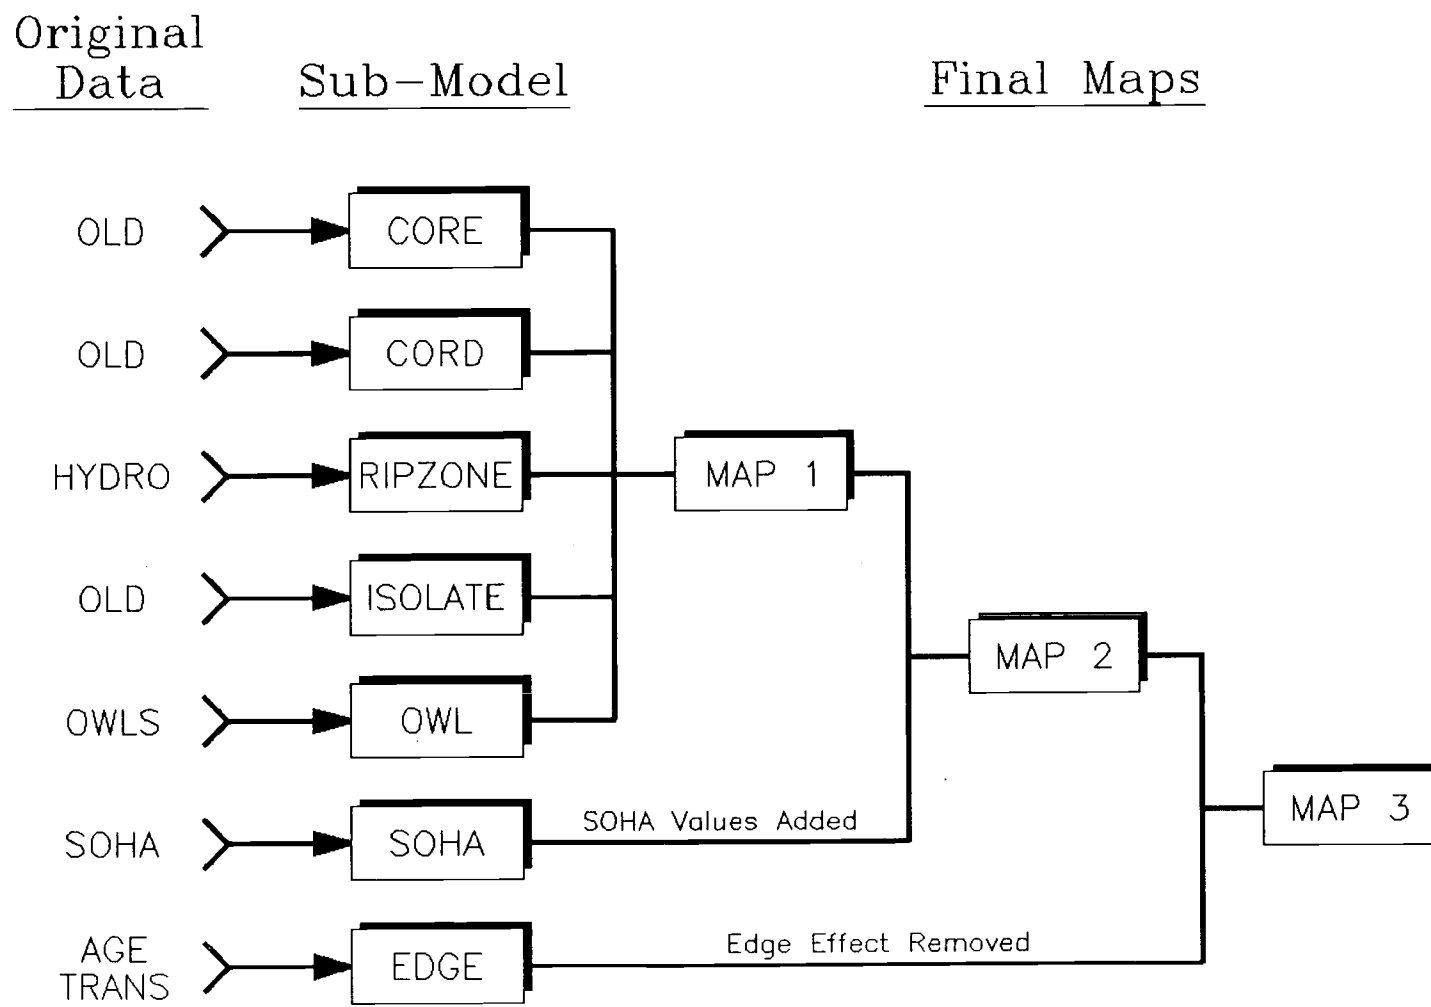 Original
Data
Sub-Model
Final Maps
OLD
CORE
OLD
CORD
HYDRO
RIPZONE
MAP 1
OLD
ISOLATE
MAP 2
OWLS
OWL
MAP 3
SOHA
SOHA
SOHA Values Added
AGE
TRANS
EDGE
Edge Effect Removed